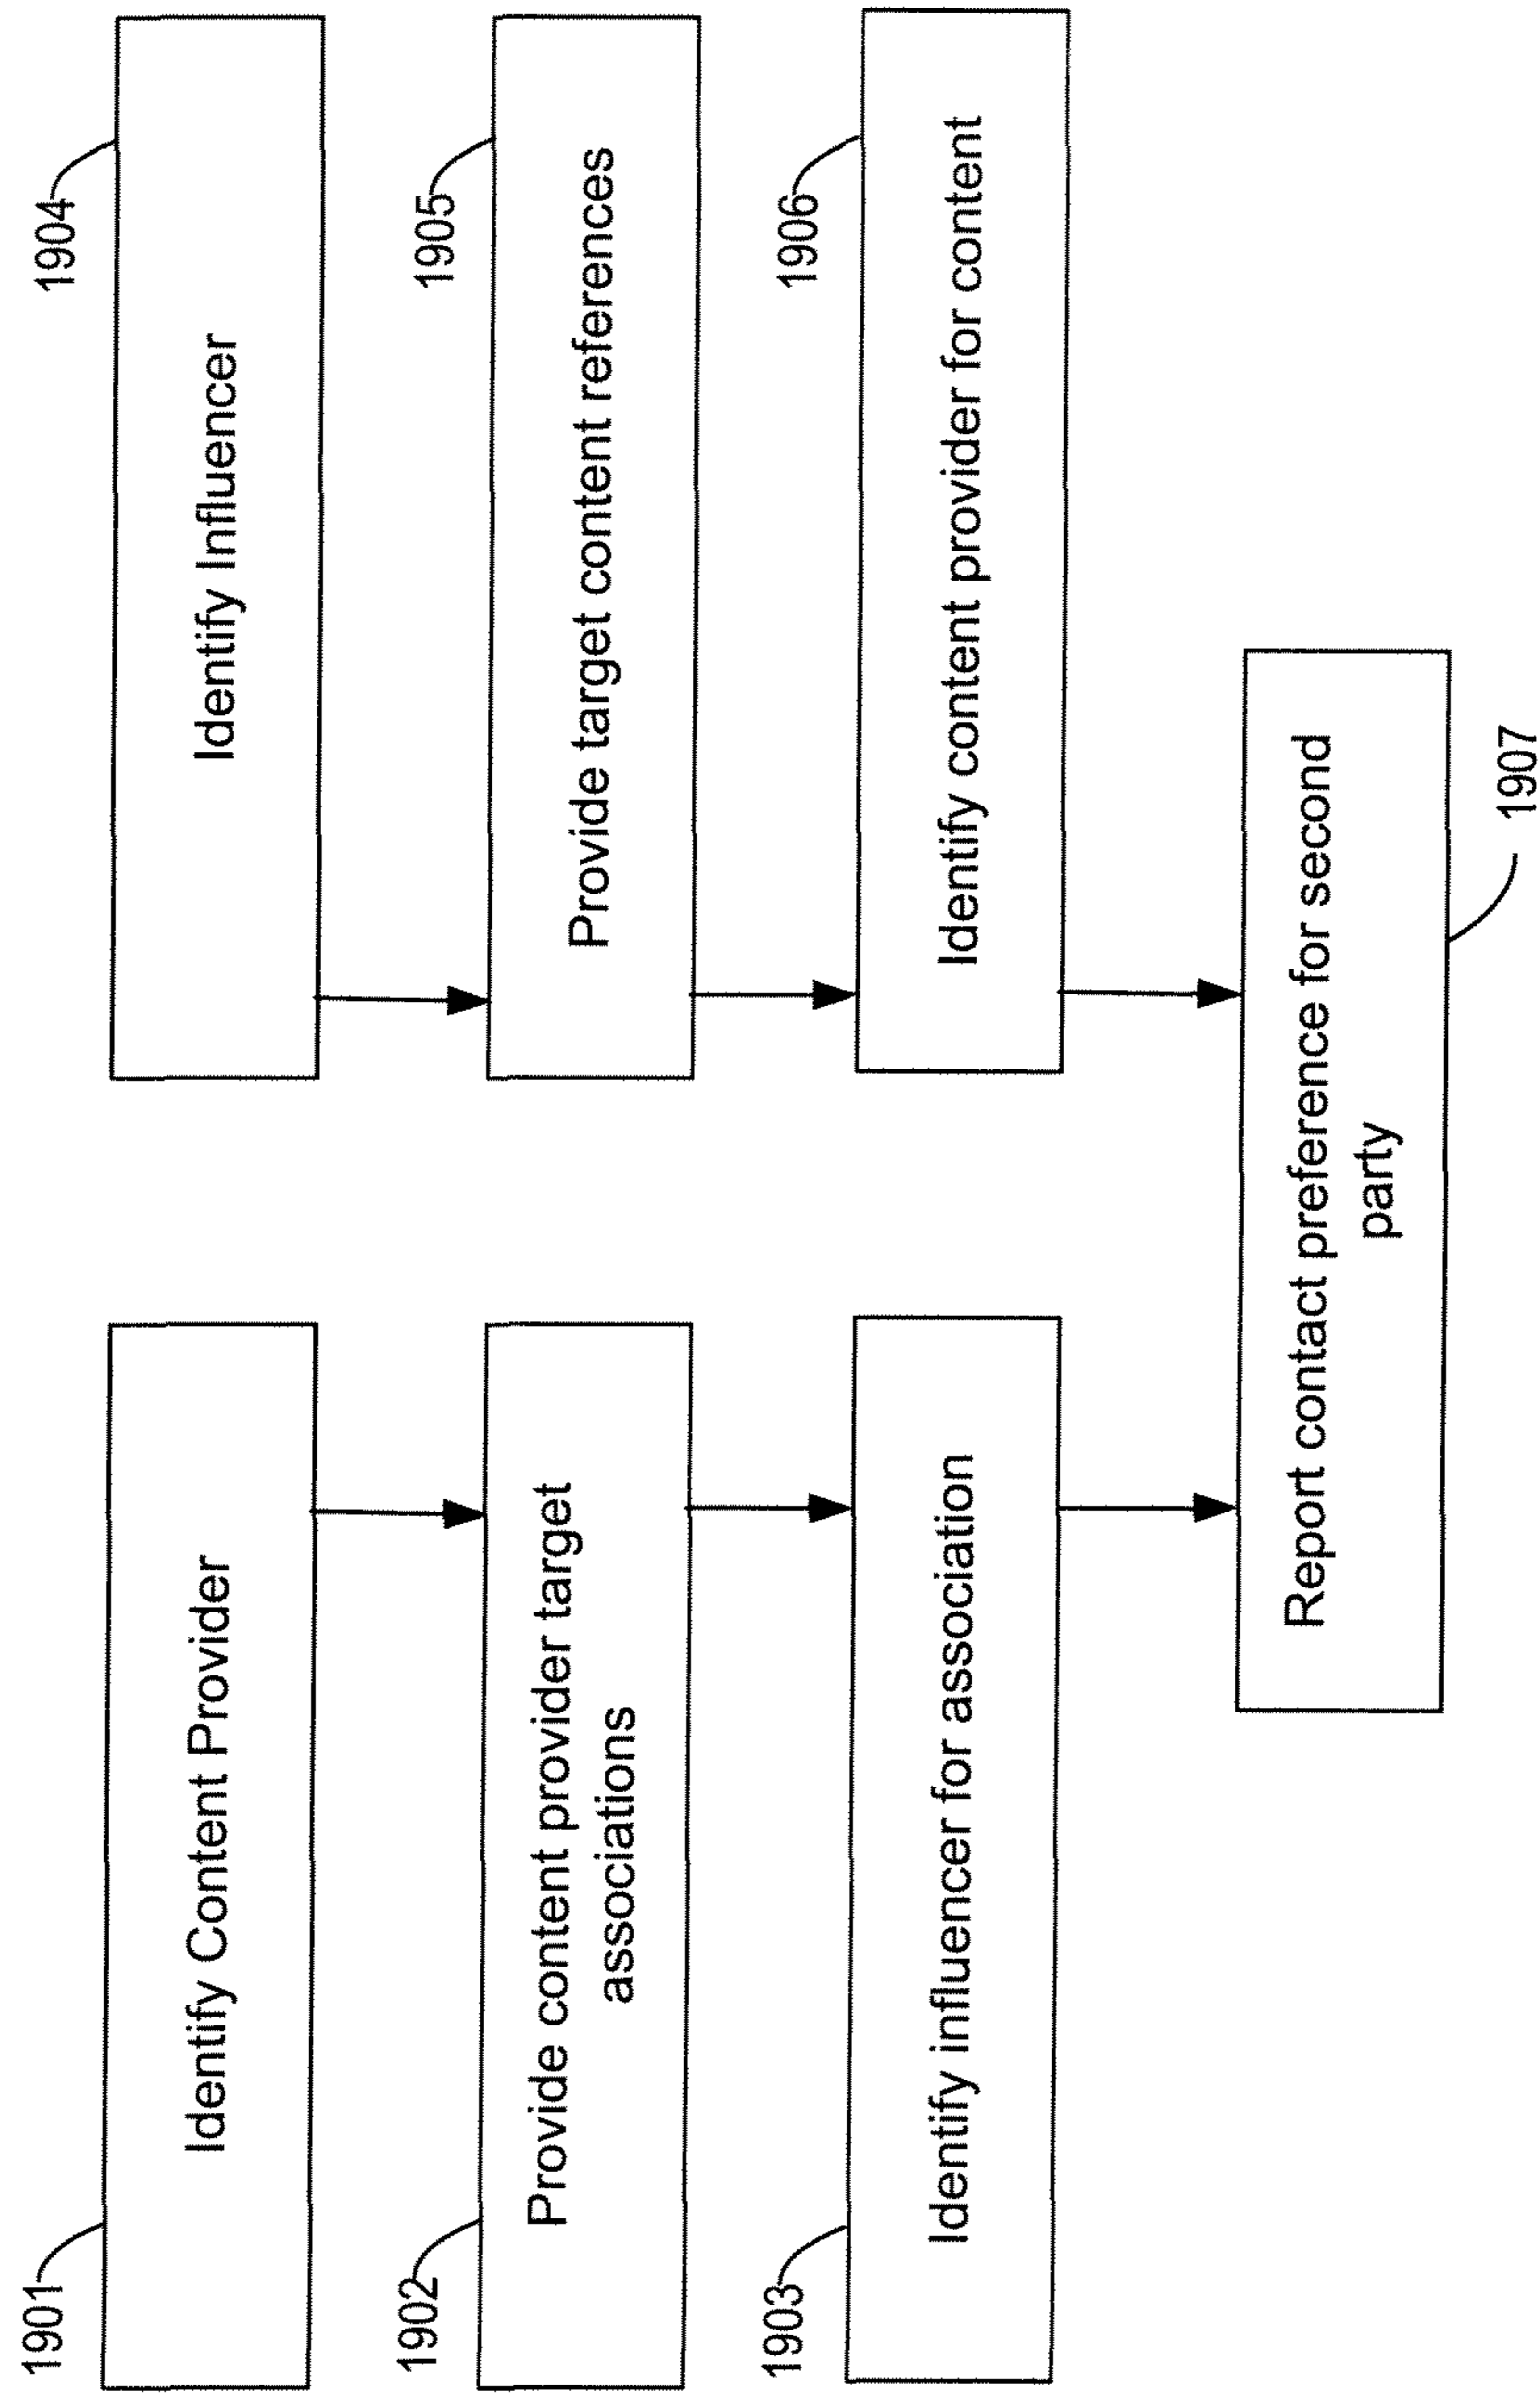 1901
Identify Content Provider
1902
Provide content provider target
associations
1903
Identify influencer for association
1904
Identify Influencer
1905
Provide target content references
1906
Identify content provider for content
Report contact preference for second
party
1907